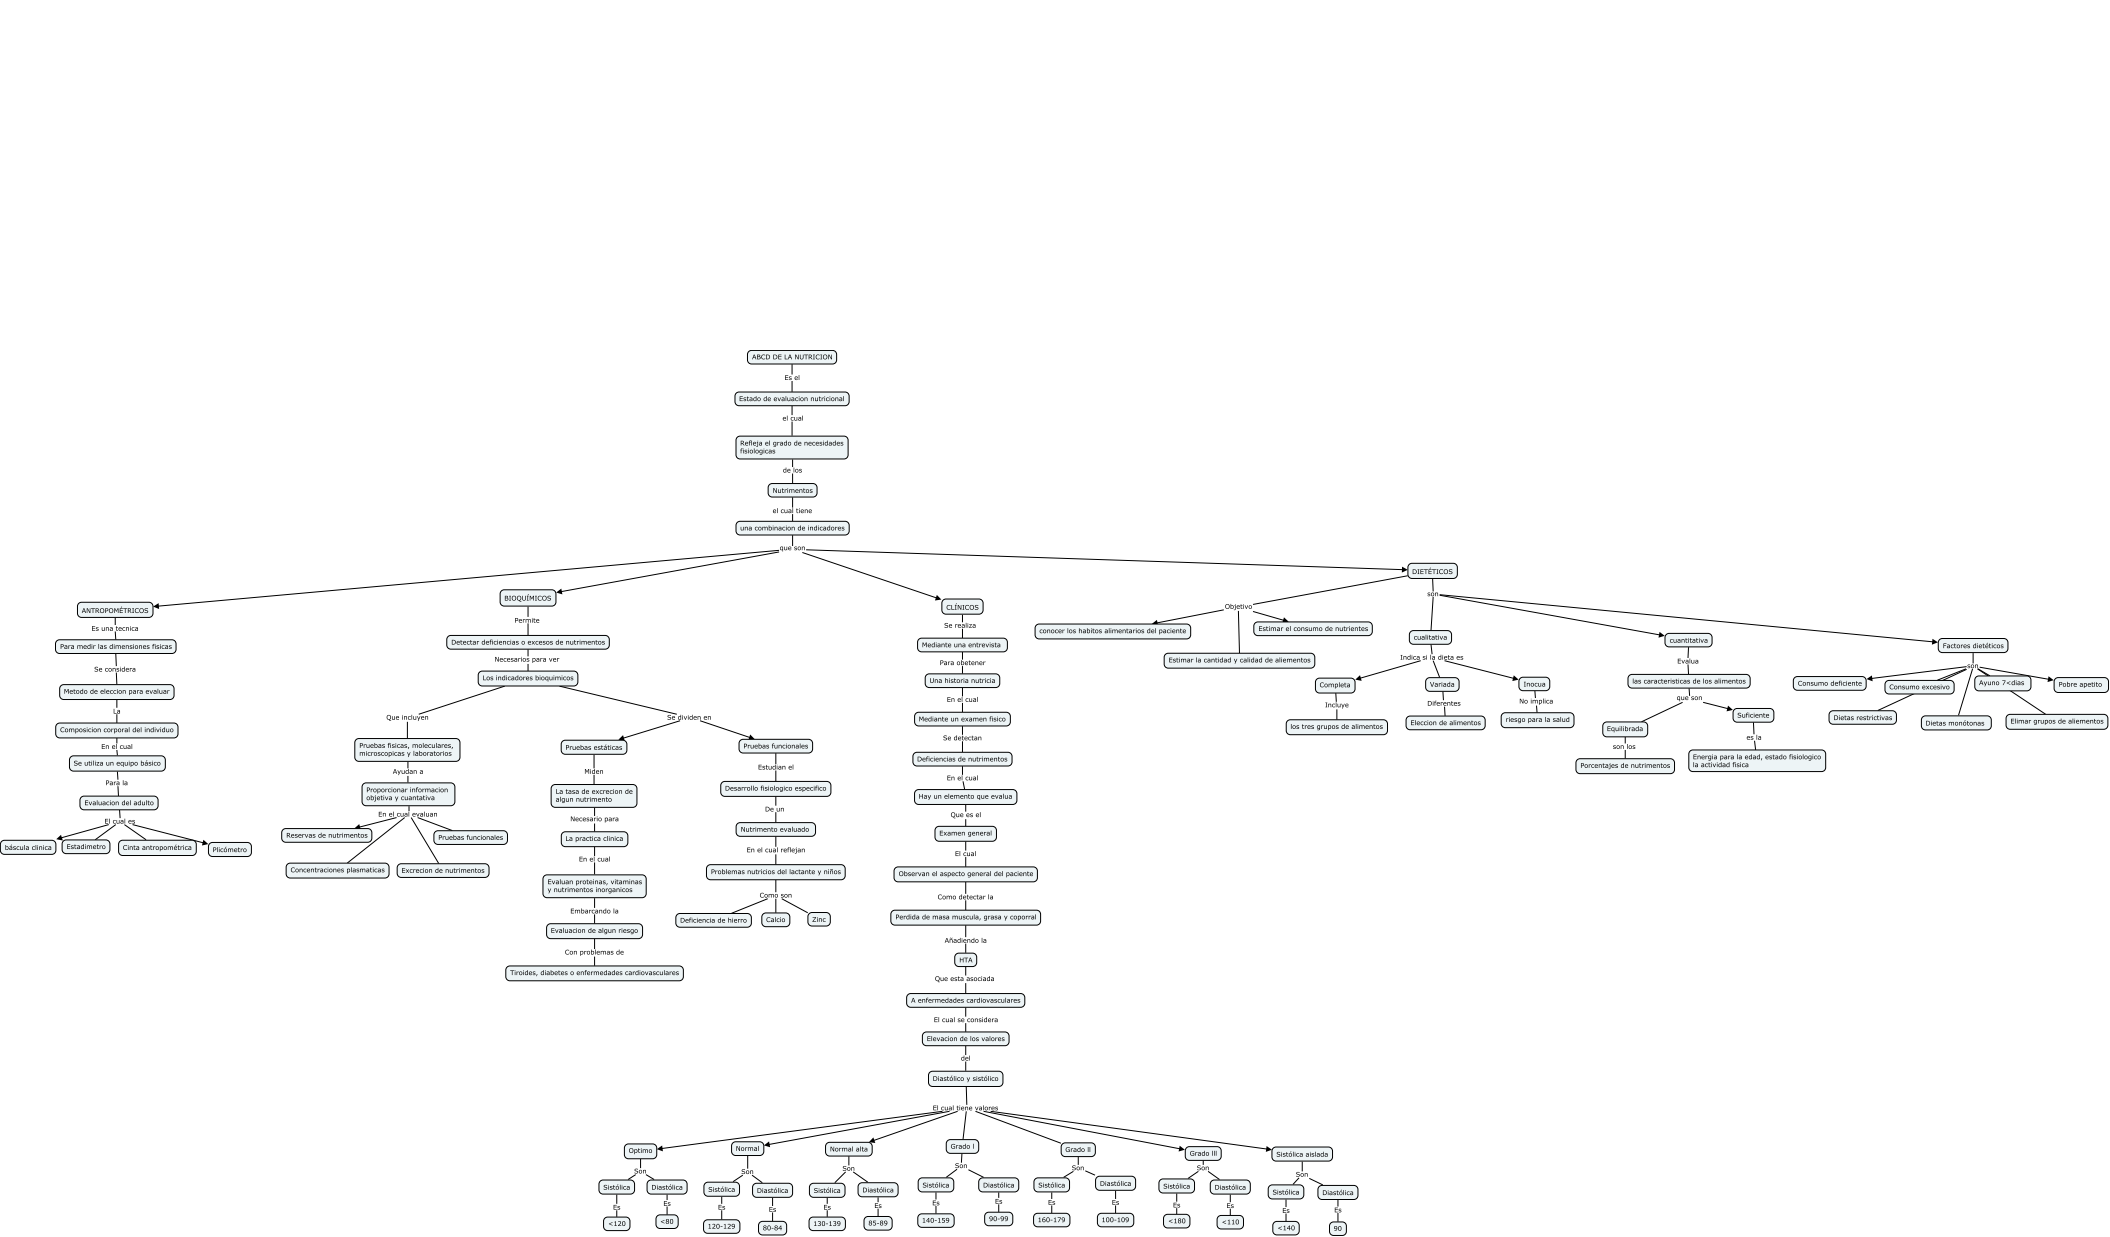 ABCD DE LA NUTRICION
Es el
Estado de evaluacion nutricional
el cual
Refleja el grado de necesidades
fisiologicas
de los
Nutrimentos
el cual tiene
una combinacion de indicadores
que son
ANTROPOMÉTRICOS
Es una tecnica
Para medir las dimensiones fisicas
Se considera
Metodo de eleccion para evaluar
La
Composicion corporal del individuo
En el cual
Se utiliza un equipo básico
Para la
Evaluacion del adulto
El cual es
báscula clinica
Estadimetro
Cinta antropométrica
Plicómetro
BIOQUÍMICOS
Permite
Detectar deficiencias o excesos de nutrimentos
Necesarios para ver
Los indicadores bioquimicos
Que incluyen
Pruebas fisicas, moleculares,
microscopicas y laboratorios
Ayudan a
Proporcionar informacion
objetiva y cuantativa
En el cual evaluan
Reservas de nutrimentos
Concentraciones plasmaticas
Excrecion de nutrimentos
Pruebas funcionales
Se dividen en
Pruebas estáticas
Miden
La tasa de excrecion de
algun nutrimento
Necesario para
La practica clinica
En el cual
Evaluan proteinas, vitaminas
y nutrimentos inorganicos
Embarcando la
Evaluacion de algun riesgo
Con problemas de
Tiroides, diabetes o enfermedades cardiovasculares
Pruebas funcionales
Estudian el
Desarrollo fisiologico especifico
De un
Nutrimento evaluado
En el cual reflejan
Problemas nutricios del lactante y niños
Como son
Deficiencia de hierro
Calcio
Zinc
CLÍNICOS
Se realiza
Mediante una entrevista
Para obetener
Una historia nutricia
En el cual
Mediante un examen fisico
Se detectan
Deficiencias de nutrimentos
En el cual
Hay un elemento que evalua
Que es el
Examen general
El cual
Observan el aspecto general del paciente
Como detectar la
Perdida de masa muscula, grasa y coporral
Añadiendo la
HTA
Que esta asociada
A enfermedades cardiovasculares
El cual se considera
Elevacion de los valores
del
Diastólico y sistólico
El cual tiene valores
Optimo
Son
Sistólica
Es
<120
Diastólica
Es
<80
Normal
Son
Sistólica
Es
120-129
Diastólica
Es
80-84
Normal alta
Son
Sistólica
Es
130-139
Diastólica
Es
85-89
Grado I
Son
Sistólica
Es
140-159
Diastólica
Es
90-99
Grado II
Son
Sistólica
Es
160-179
Diastólica
Es
100-109
Grado III
Son
Sistólica
Es
<180
Diastólica
Es
<110
Sistólica aislada
Son
Sistólica
Es
<140
Diastólica
Es
90
DIETÉTICOS
Objetivo
conocer los habitos alimentarios del paciente
Estimar la cantidad y calidad de aliementos
Estimar el consumo de nutrientes
son
cualitativa
Indica si la dieta es
Completa
Incluye
los tres grupos de alimentos
Variada
Diferentes
Eleccion de alimentos
Inocua
No implica
riesgo para la salud
cuantitativa
Evalua
las caracteristicas de los alimentos
que son
Equilibrada
son los
Porcentajes de nutrimentos
Suficiente
es la
Energia para la edad, estado fisiologico
la actividad fisica
Factores dietéticos
son
Consumo deficiente
Dietas restrictivas
Consumo excesivo
Dietas monótonas
Ayuno 7<dias
Elimar grupos de aliementos
Pobre apetito